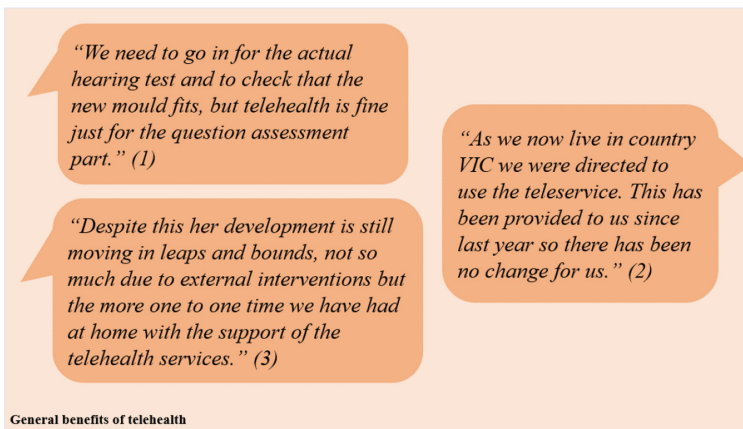 “We need to go in for the actual
hearing test and to check that the
new mould fits, but telehealth is fine
just for the question assessment
part.” (1)
“As we now live in country
VIC we were directed to
use the teleservice. This has
been provided to us since
last year so there has been
no change for us.” (2)
“Despite this her development is still
moving in leaps and bounds, not so
much due to external interventions but
the more one to one time we have had
at home with the support of the
telehealth services.” (3)
General benefits of telehealth